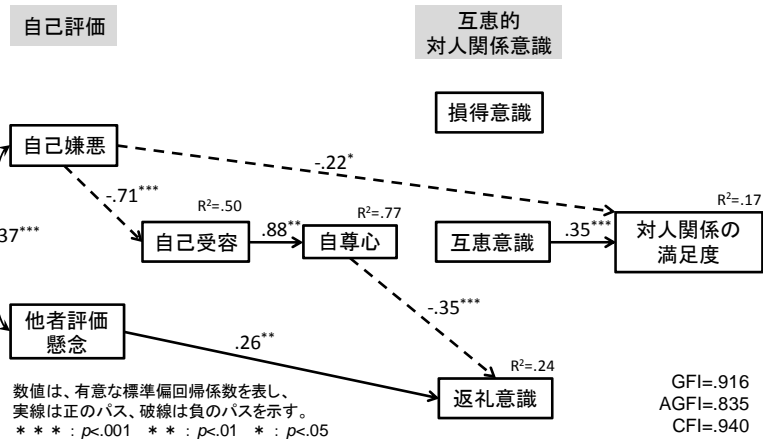 自己評価
互恵的
対人関係意識
損得意識
自己嫌悪
-.22*
-.71***
R²=.17
R²=.50
R²=.77
37***
自己受容
.88**
自尊心
互恵意識
.35***
対人関係の
満足度
-.35***
他者評価
懸念
.26**
R²=.24
返礼意識
GFI=.916
AGFI=.835
CFI=.940
数値は、有意な標準偏回帰係数を表し、
実線は正のパス、破線は負のパスを示す。
＊＊＊：p<.001　＊＊：p<.01　＊：p<.05